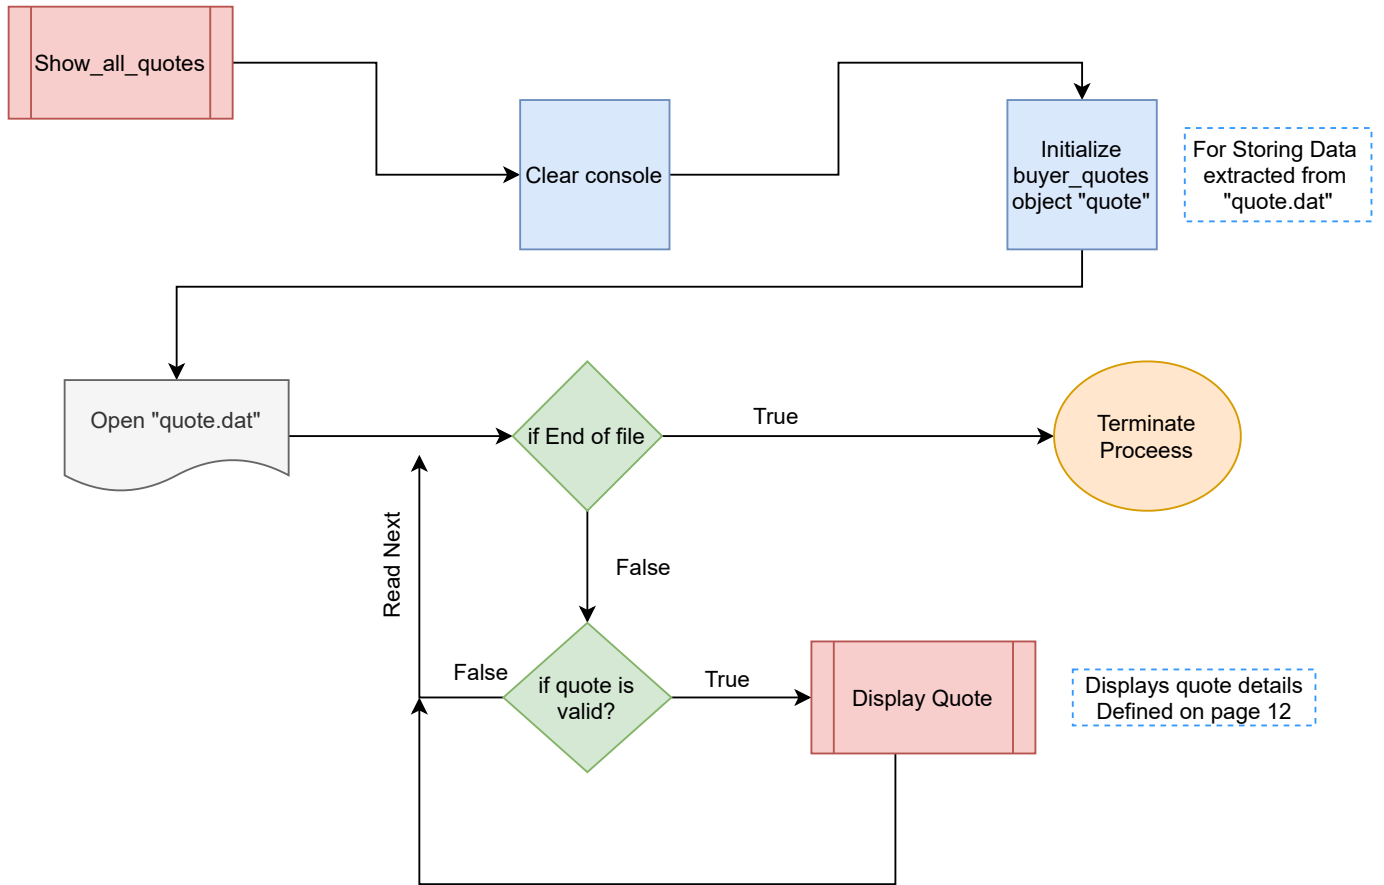 Show_all_quotes
Clear console
Initialize
buyer_quotes
object "quote"
For Storing Data
extracted from
"quote.dat"
Open "quote.dat"
if End of file
True
Terminate
Proceess
Read Next
False
False
if quote is
valid?
True
Display Quote
Displays quote details
Defined on page 12